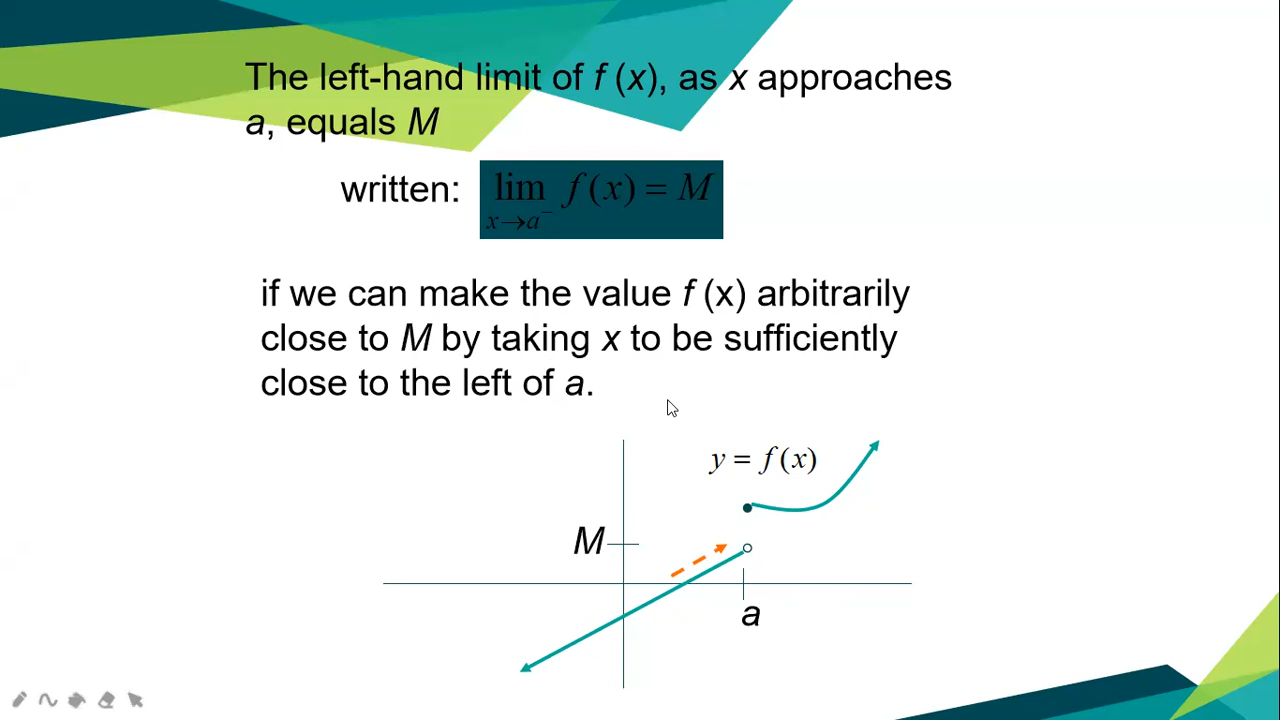 The left-hand limit of f (x), as x approaches
a, equals M
written: lim f(x) = M
x→a⁻
if we can make the value f (x) arbitrarily
close to M by taking x to be sufficiently
close to the left of a.
y = f(x)
M
a